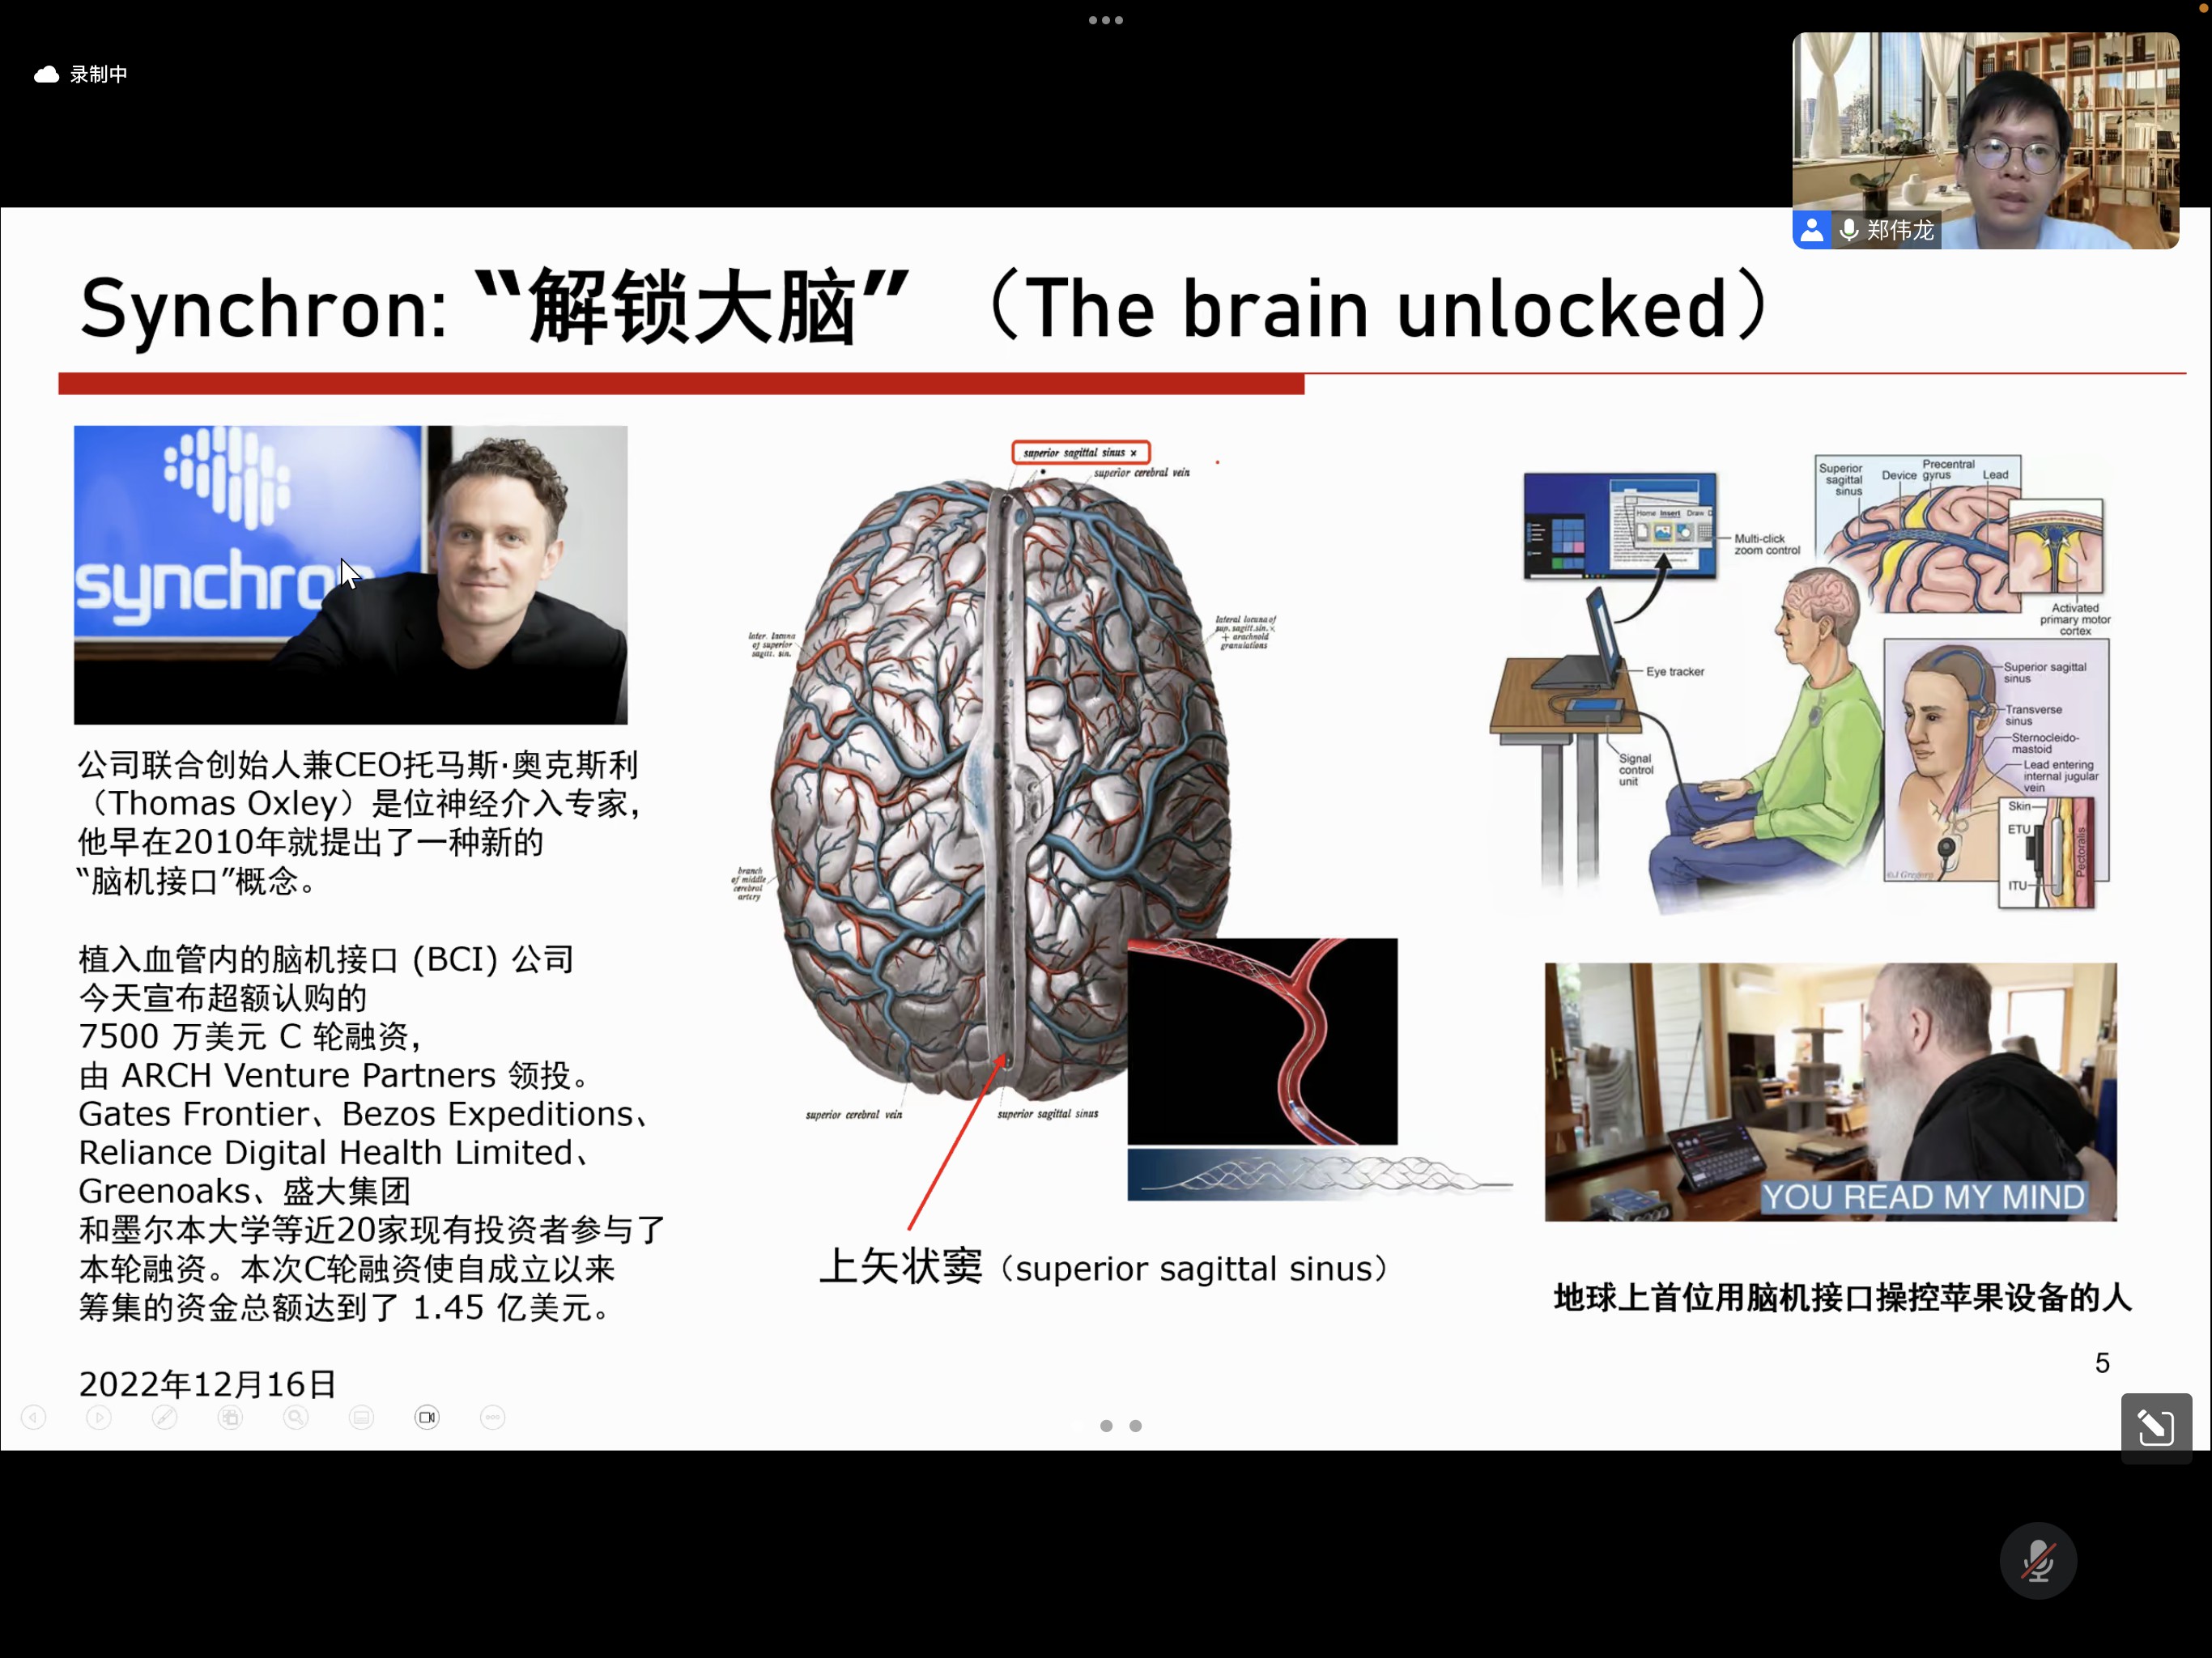 录制中
郑伟龙
Synchron: “解锁大脑” （The brain unlocked）
synchron
公司联合创始人兼CEO托马斯·奥克斯利
（Thomas Oxley）是位神经介入专家，
他早在2010年就提出了一种新的
“脑机接口”概念。
植入血管内的脑机接口 (BCI) 公司
今天宣布超额认购的
7500 万美元 C 轮融资，
由 ARCH Venture Partners 领投。
Gates Frontier、Bezos Expeditions、
Reliance Digital Health Limited、
Greenoaks、盛大集团
和墨尔本大学等近20家现有投资者参与了
本轮融资。本次C轮融资使自成立以来
筹集的资金总额达到了 1.45 亿美元。
2022年12月16日
superior sagittal sinus ×
superior cerebral vein
later. lacuna
of superior
sagitt. sin.
lateral lacuna of
sup. sagitt.sin.×
+ arachnoid
granulations
branch
of middle
cerebral
artery
superior cerebral vein
superior sagittal sinus
上矢状窦（superior sagittal sinus）
Home Insert Draw
Multi-click
zoom control
Eye tracker
Signal
control
unit
Superior
sagittal
sinus
Device
Precentral
gyrus
Lead
Activated
primary motor
cortex
Superior sagittal
sinus
Transverse
sinus
Sternocleido-
mastoid
Lead entering
internal jugular
vein
Skin
ETU
ITU
Pectoralis
©J Gregorp
YOU READ MY MIND
地球上首位用脑机接口操控苹果设备的人
5